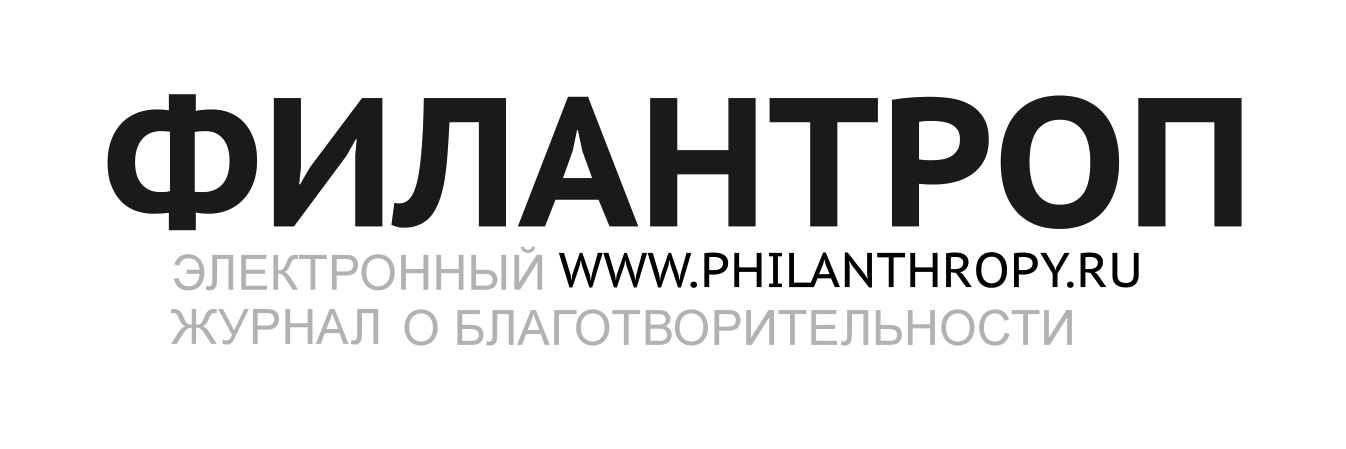 ФИЛАНТРОП
ЭЛЕКТРОННЫЙ WWW.PHILANTHROPY.RU
ЖУРНАЛ О БЛАГОТВОРИТЕЛЬНОСТИ